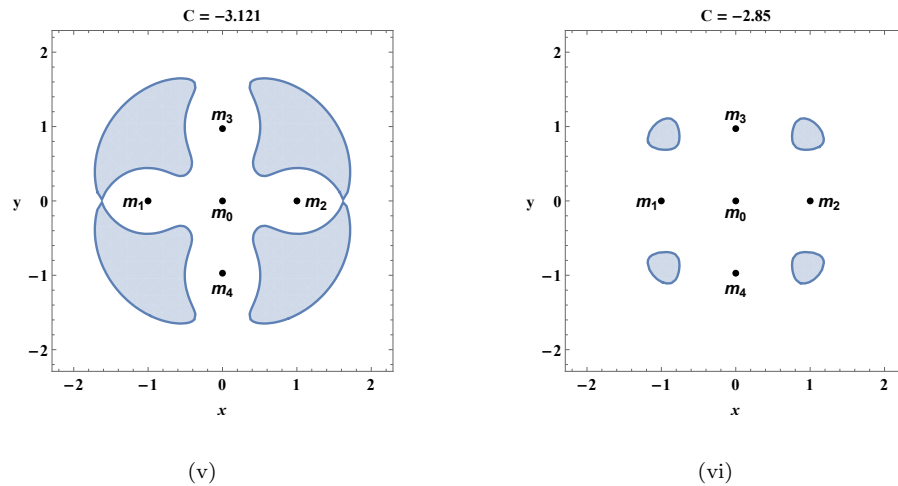 C = −3.121
C = −2.85
2
1
y 0
−1
−2
m3
m1 m0 m2
m4
−2 −1 0 1 2
x
2
1
y 0
−1
−2
m3
m1 m0 m2
m4
−2 −1 0 1 2
x
(v)
(vi)